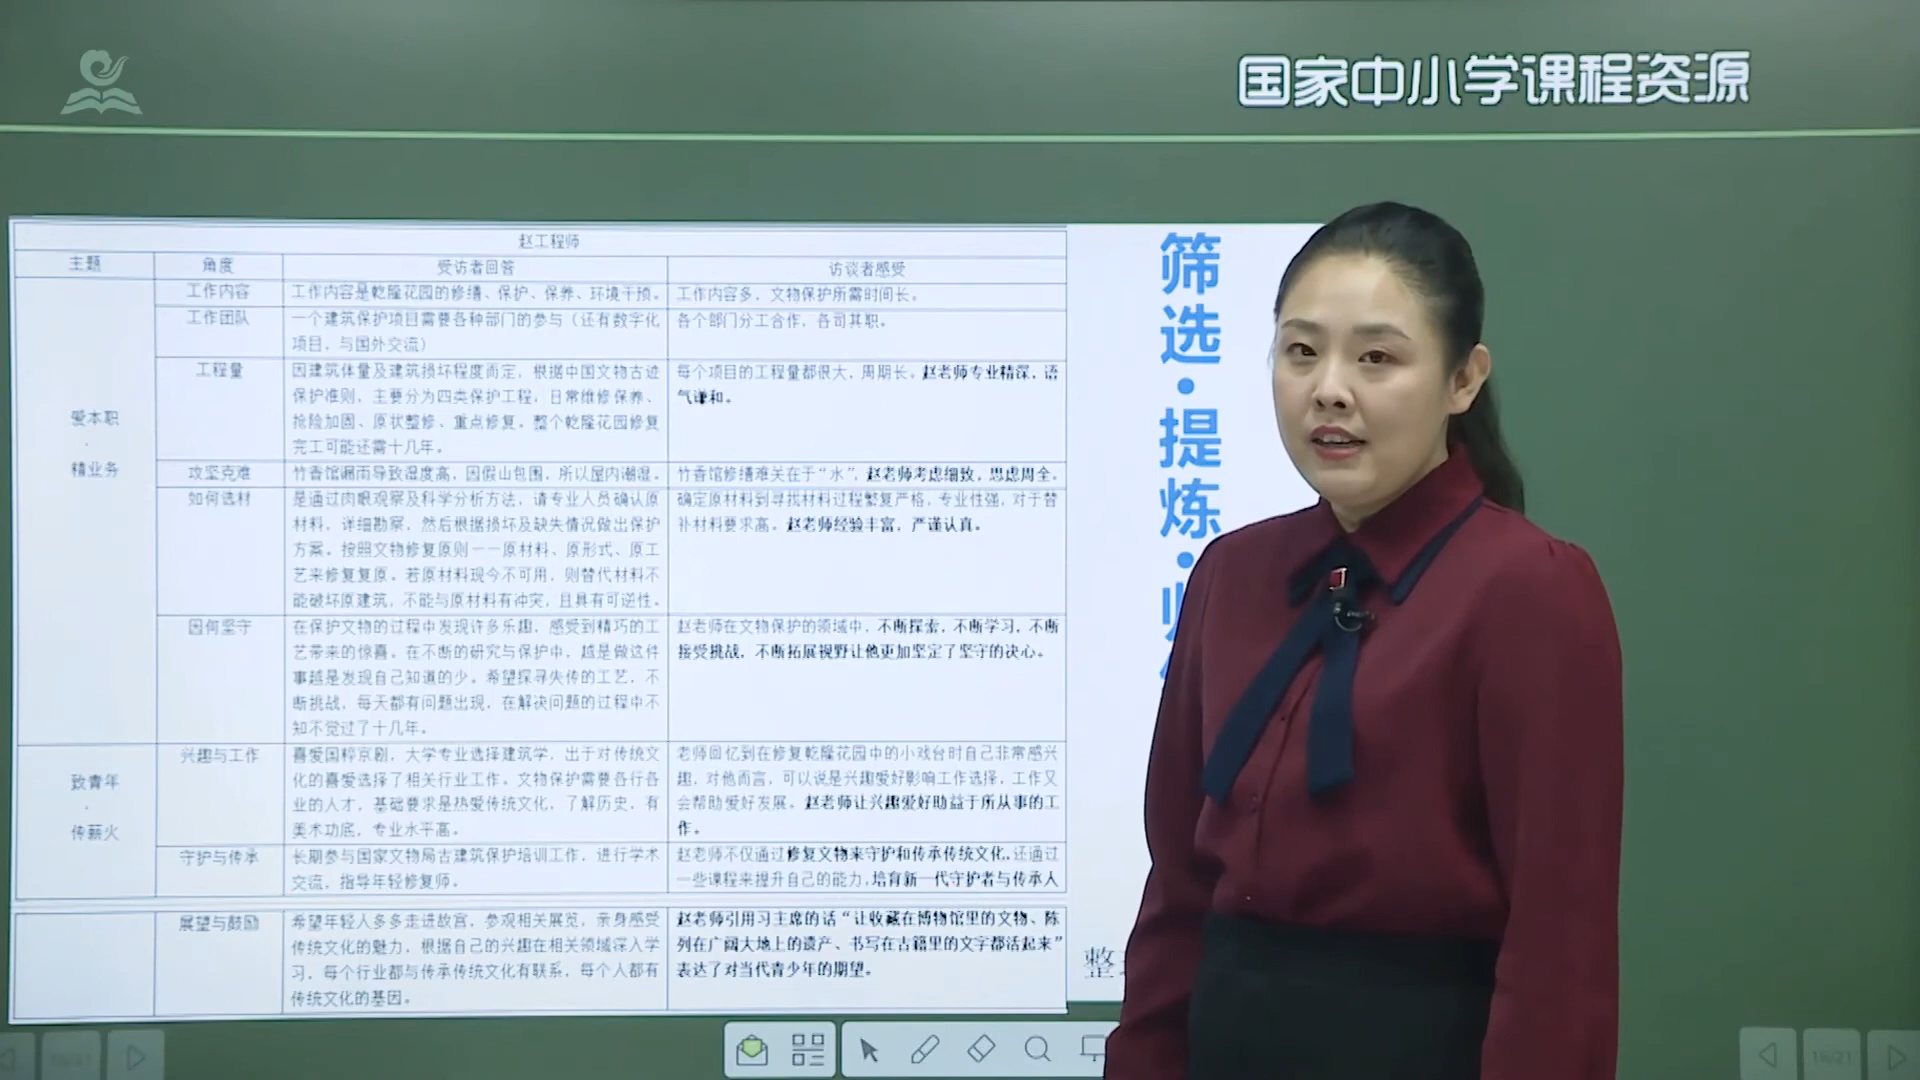 国家中小学课程资源
赵工程师
主题
角度
受访者回答
访谈者感受
爱本职
·
精业务
工作内容
工作内容是乾隆花园的修缮、保护、保养、环境干预。
工作内容多，文物保护所需时间长。
工作团队
一个建筑保护项目需要各种部门的参与（还有数字化
项目，与国外交流）
各个部门分工合作，各司其职。
工程量
因建筑体量及建筑损坏程度而定，根据中国文物古迹
保护准则，主要分为四类保护工程，日常维修保养、
抢险加固、原状整修、重点修复。整个乾隆花园修复
完工可能还需十几年。
每个项目的工程量都很大，周期长。赵老师专业精深，语
气谦和。
攻坚克难
竹香馆漏雨导致湿度高，因假山包围，所以屋内潮湿。
竹香馆修缮难关在于“水”，赵老师考虑细致，思虑周全。
如何选材
是通过肉眼观察及科学分析方法，请专业人员确认原
材料，详细勘察，然后根据损坏及缺失情况做出保护
方案。按照文物修复原则——原材料、原形式、原工
艺来修复复原。若原材料现今不可用，则替代材料不
能破坏原建筑，不能与原材料有冲突，且具有可逆性。
确定原材料到寻找材料过程繁复严格，专业性强，对于替
补材料要求高。赵老师经验丰富，严谨认真。
因何坚守
在保护文物的过程中发现许多乐趣，感受到精巧的工
艺带来的惊喜。在不断的研究与保护中，越是做这件
事越是发现自己知道的少。希望探寻失传的工艺，不
断挑战，每天都有问题出现，在解决问题的过程中不
知不觉过了十几年。
赵老师在文物保护的领域中，不断探索，不断学习，不断
接受挑战，不断拓展视野让他更加坚定了坚守的决心。
致青年
·
传薪火
兴趣与工作
喜爱国粹京剧，大学专业选择建筑学，出于对传统文
化的喜爱选择了相关行业工作。文物保护需要各行各
业的人才，基础要求是热爱传统文化，了解历史，有
美术功底，专业水平高。
老师回忆到在修复乾隆花园中的小戏台时自己非常感兴
趣，对他而言，可以说是兴趣爱好影响工作选择，工作又
会帮助爱好发展。赵老师让兴趣爱好助益于所从事的工
作。
守护与传承
长期参与国家文物局古建筑保护培训工作，进行学术
交流，指导年轻修复师。
赵老师不仅通过修复文物来守护和传承传统文化，还通过
一些课程来提升自己的能力，培育新一代守护者与传承人
展望与鼓励
希望年轻人多多走进故宫，参观相关展览，亲身感受
传统文化的魅力，根据自己的兴趣在相关领域深入学
习，每个行业都与传承传统文化有联系，每个人都有
传统文化的基因。
赵老师引用习主席的话“让收藏在博物馆里的文物、陈
列在广阔大地上的遗产、书写在古籍里的文字都活起来”
表达了对当代青少年的期望。
筛选·提炼·
整